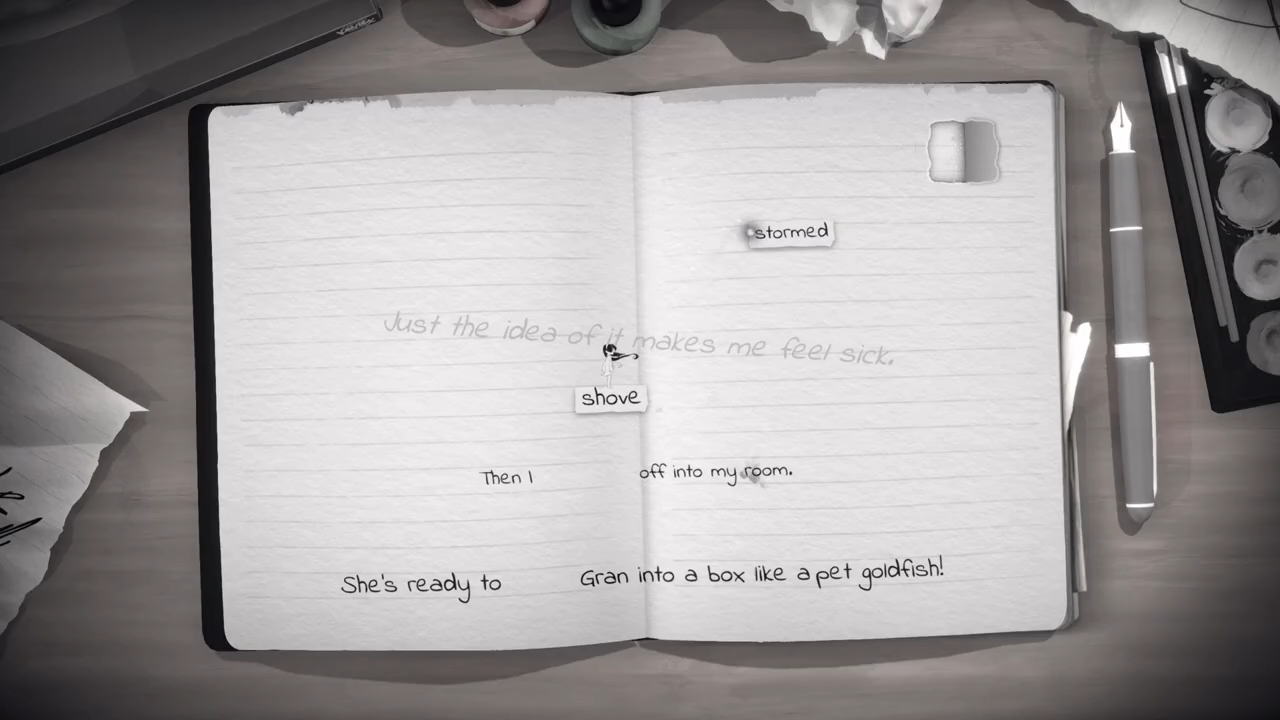 stormed
Just the idea of it makes me feel sick.
shove
Then I off into my room.
She's ready to Gran into a box like a pet goldfish!